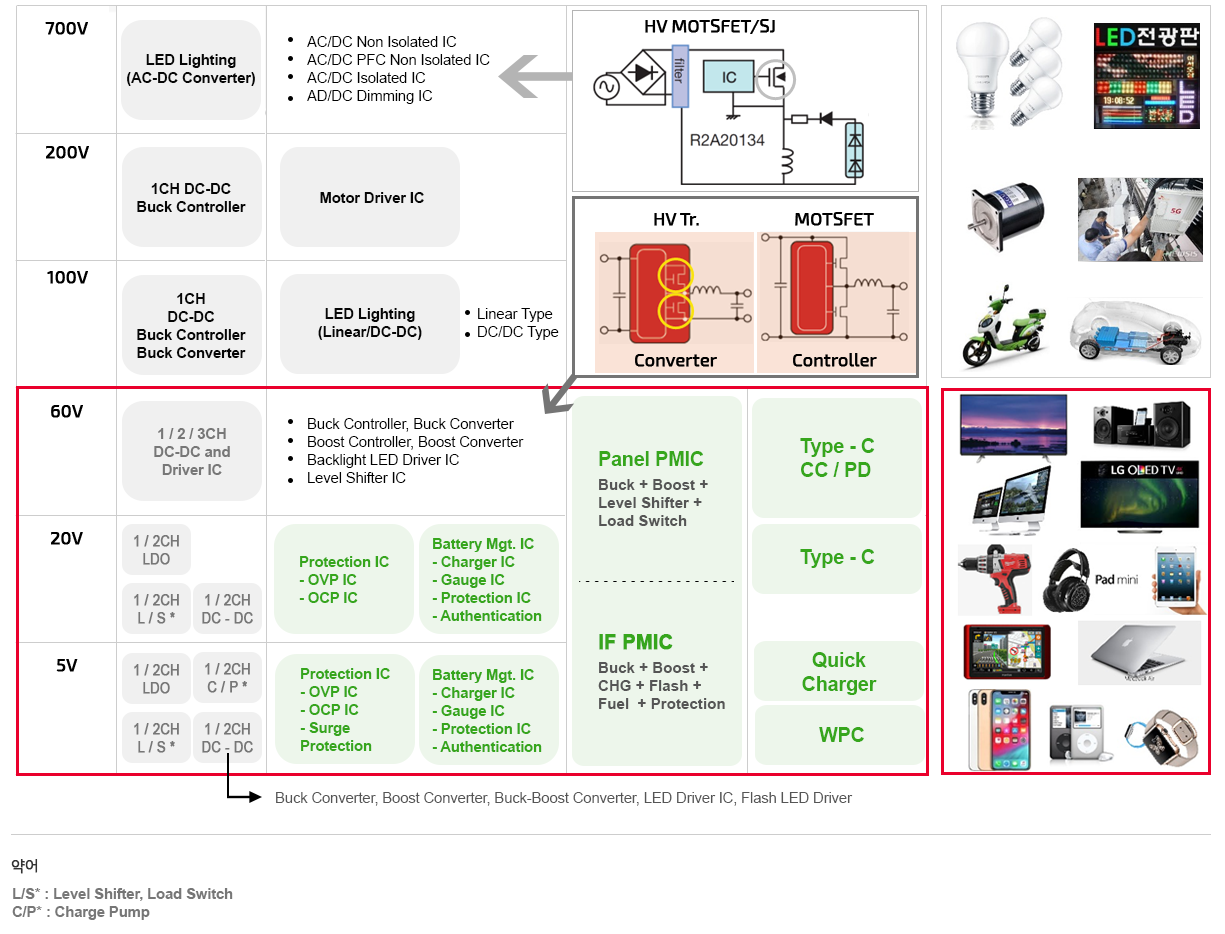 700V
LED Lighting
(AC-DC Converter)
AC/DC Non Isolated IC
AC/DC PFC Non Isolated IC
AC/DC Isolated IC
AD/DC Dimming IC
HV MOTSFET/SJ
filter
IC
R2A20134
LED전광판
19:08:52
LED
200V
1CH DC-DC
Buck Controller
Motor Driver IC
5G
HV Tr.
MOTSFET
Converter
Controller
100V
1CH
DC-DC
Buck Controller
Buck Converter
LED Lighting
(Linear/DC-DC)
Linear Type
DC/DC Type
60V
1 / 2 / 3CH
DC-DC and
Driver IC
Buck Controller, Buck Converter
Boost Controller, Boost Converter
Backlight LED Driver IC
Level Shifter IC
Panel PMIC
Buck + Boost +
Level Shifter +
Load Switch
Type - C
CC / PD
LG OLED TV
20V
1 / 2CH
LDO
1 / 2CH
L / S *
1 / 2CH
DC - DC
Protection IC
- OVP IC
- OCP IC
Battery Mgt. IC
- Charger IC
- Gauge IC
- Protection IC
- Authentication
Type - C
Pad mini
5V
1 / 2CH
LDO
1 / 2CH
C / P *
1 / 2CH
L / S *
1 / 2CH
DC - DC
Protection IC
- OVP IC
- OCP IC
- Surge
Protection
Battery Mgt. IC
- Charger IC
- Gauge IC
- Protection IC
- Authentication
IF PMIC
Buck + Boost +
CHG + Flash +
Fuel + Protection
Quick
Charger
WPC
Buck Converter, Boost Converter, Buck-Boost Converter, LED Driver IC, Flash LED Driver
약어
L/S* : Level Shifter, Load Switch
C/P* : Charge Pump